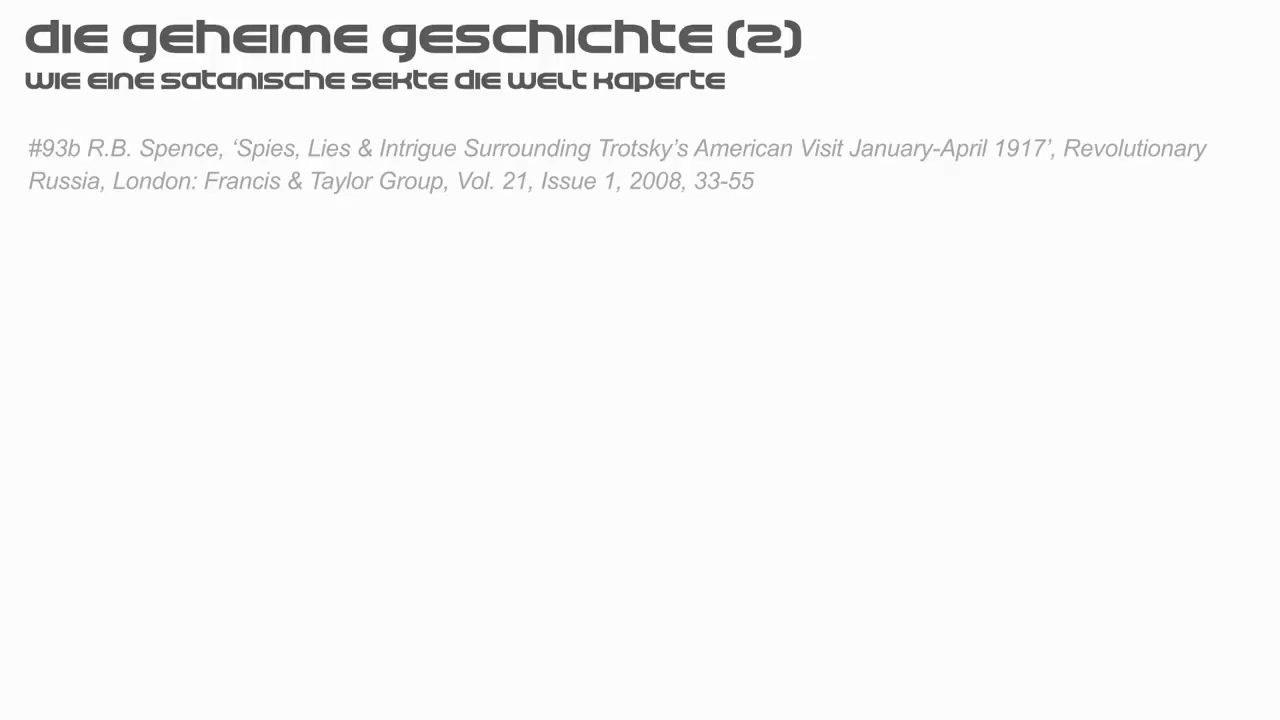 Die Geheime Geschichte (2)
Wie eine satanische Sekte die Welt kaperte
#93b R.B. Spence, ‘Spies, Lies & Intrigue Surrounding Trotsky’s American Visit January-April 1917’, Revolutionary
Russia, London: Francis & Taylor Group, Vol. 21, Issue 1, 2008, 33-55